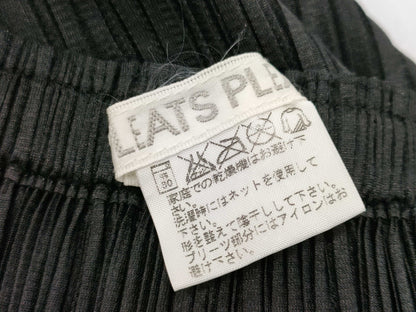 LEATS PLE
家庭での乾燥機はお避け下さい。
洗濯時にはネットを使用して
下さい。
形を整えて陰干しして下さい。
プリーツ部分にはアイロンはお
避け下さい。